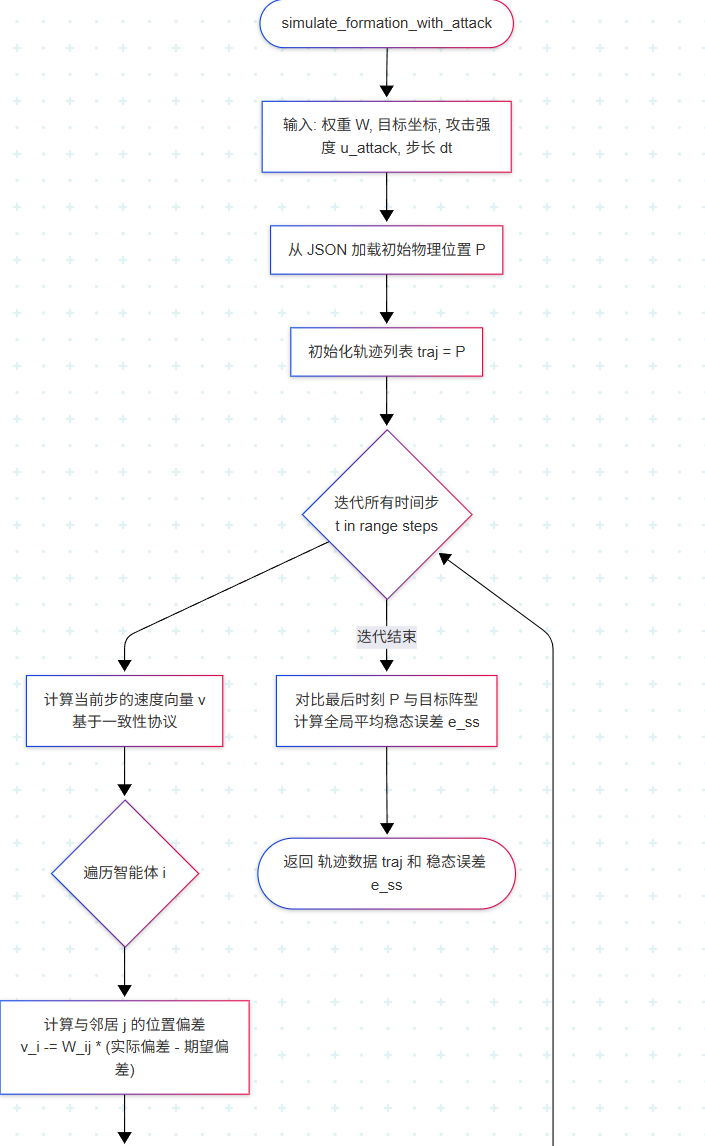 simulate_formation_with_attack
输入: 权重 W, 目标坐标, 攻击强
度 u_attack, 步长 dt
从 JSON 加载初始物理位置 P
初始化轨迹列表 traj = P
迭代所有时间步
t in range steps
迭代结束
计算当前步的速度向量 v
基于一致性协议
对比最后时刻 P 与目标阵型
计算全局平均稳态误差 e_ss
遍历智能体 i
返回 轨迹数据 traj 和 稳态误差
e_ss
计算与邻居 j 的位置偏差
v_i -= W_ij * (实际偏差 - 期望偏
差)